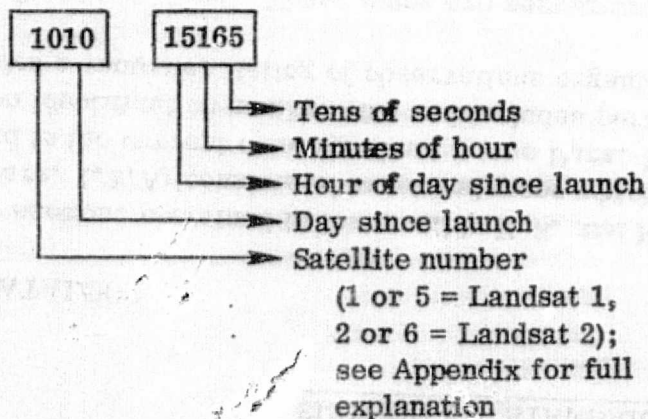 1010 15165
Tens of seconds
Minutes of hour
Hour of day since launch
Day since launch
Satellite number
(1 or 5 = Landsat 1,
2 or 6 = Landsat 2);
see Appendix for full
explanation